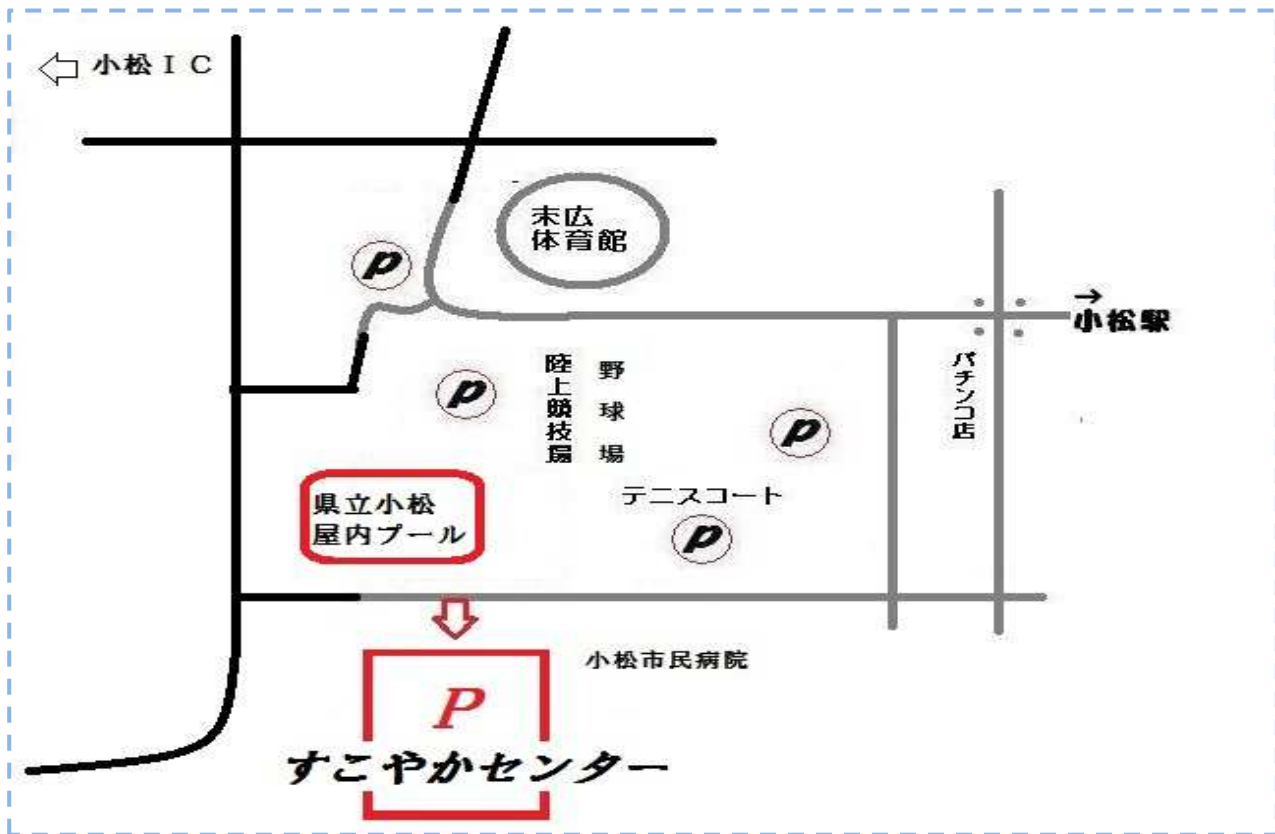 小松ＩＣ
末広
体育館
p
→
小松駅
パチンコ店
p
陸上競技場
野球場
p
県立小松
屋内プール
テニスコート
p
小松市民病院
P
すこやかセンター